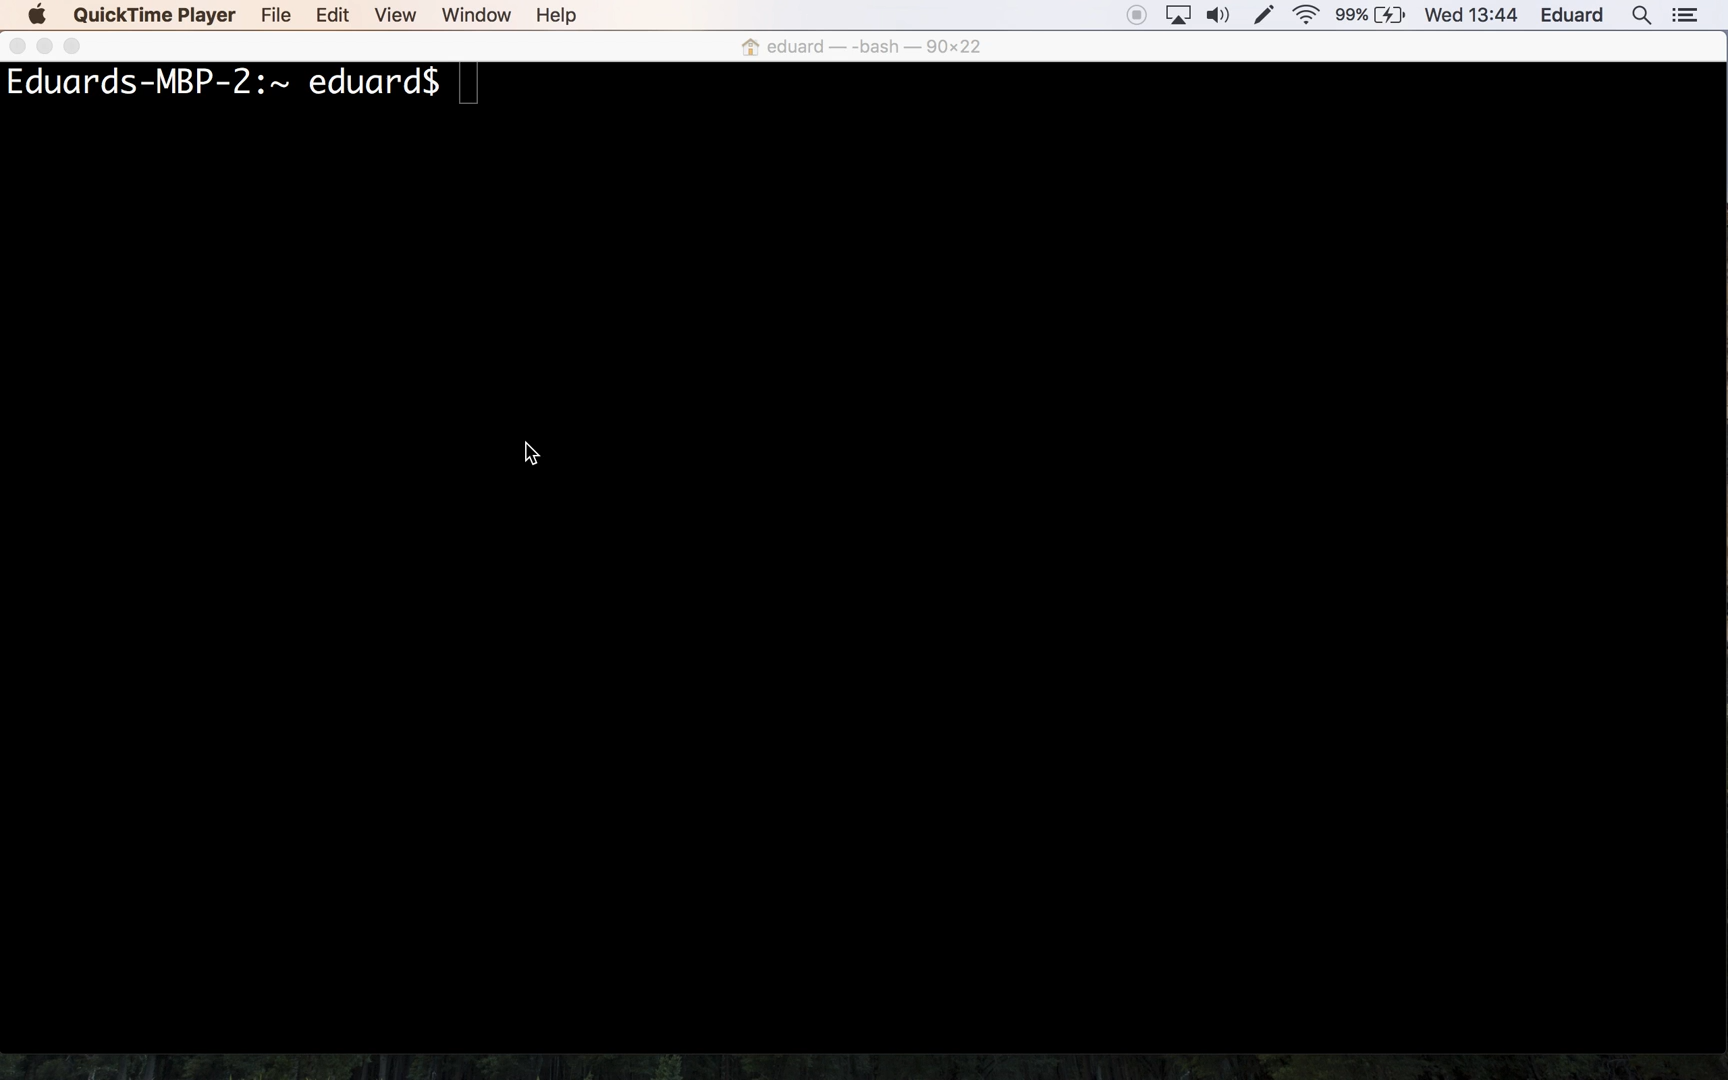 QuickTime Player File Edit View Window Help 99% Wed 13:44 Eduard
eduard — -bash — 90×22
Eduards-MBP-2:~ eduard$